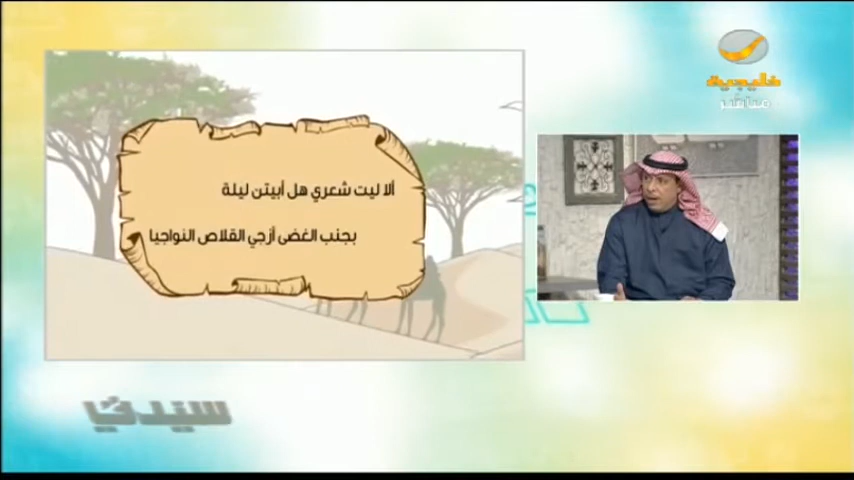 خليجية
مباشر
ألا ليت شعري هل أبيتن ليلة
بجنب الغضى أزجي القلاص النواجيا
سيدتي